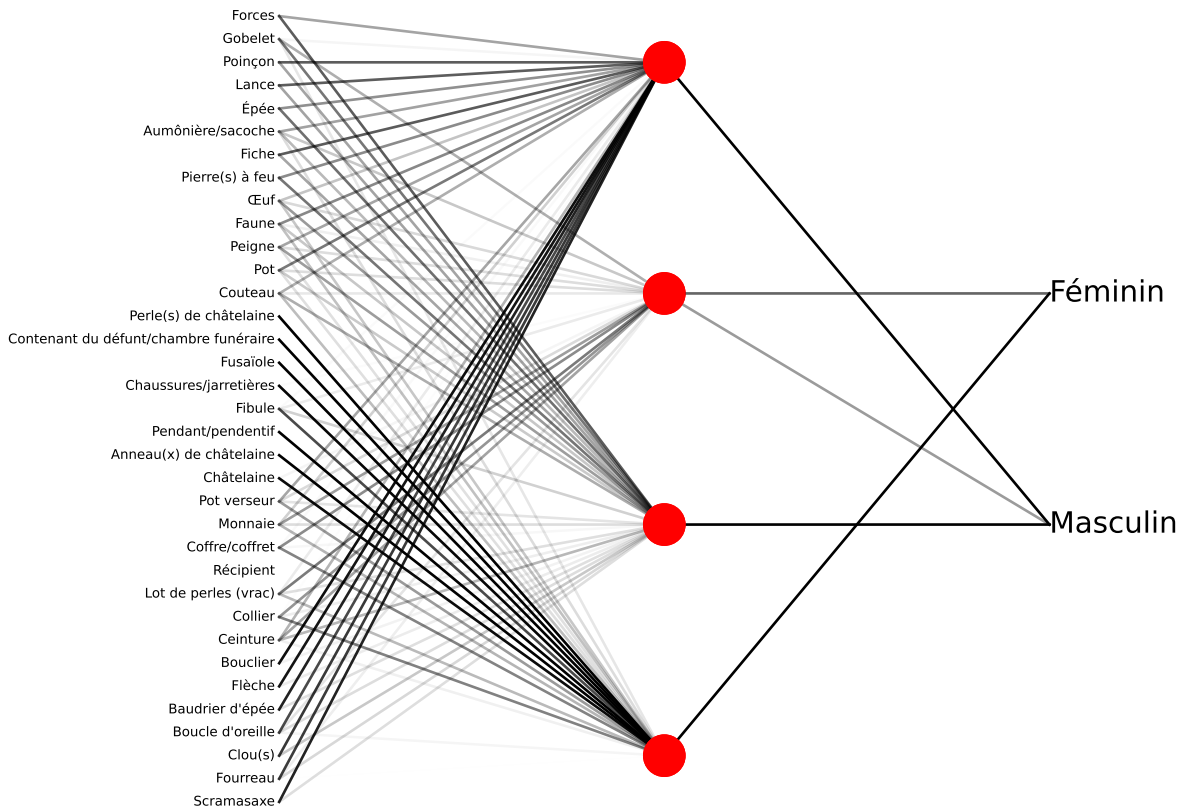 Forces
Gobelet
Poinçon
Lance
Épée
Aumônière/sacoche
Fiche
Pierre(s) à feu
Œuf
Faune
Peigne
Pot
Couteau
Perle(s) de châtelaine
Contenant du défunt/chambre funéraire
Fusaïole
Chaussures/jarretières
Fibule
Pendant/pendentif
Anneau(x) de châtelaine
Châtelaine
Pot verseur
Monnaie
Coffre/coffret
Récipient
Lot de perles (vrac)
Collier
Ceinture
Bouclier
Flèche
Baudrier d'épée
Boucle d'oreille
Clou(s)
Fourreau
Scramasaxe
Féminin
Masculin